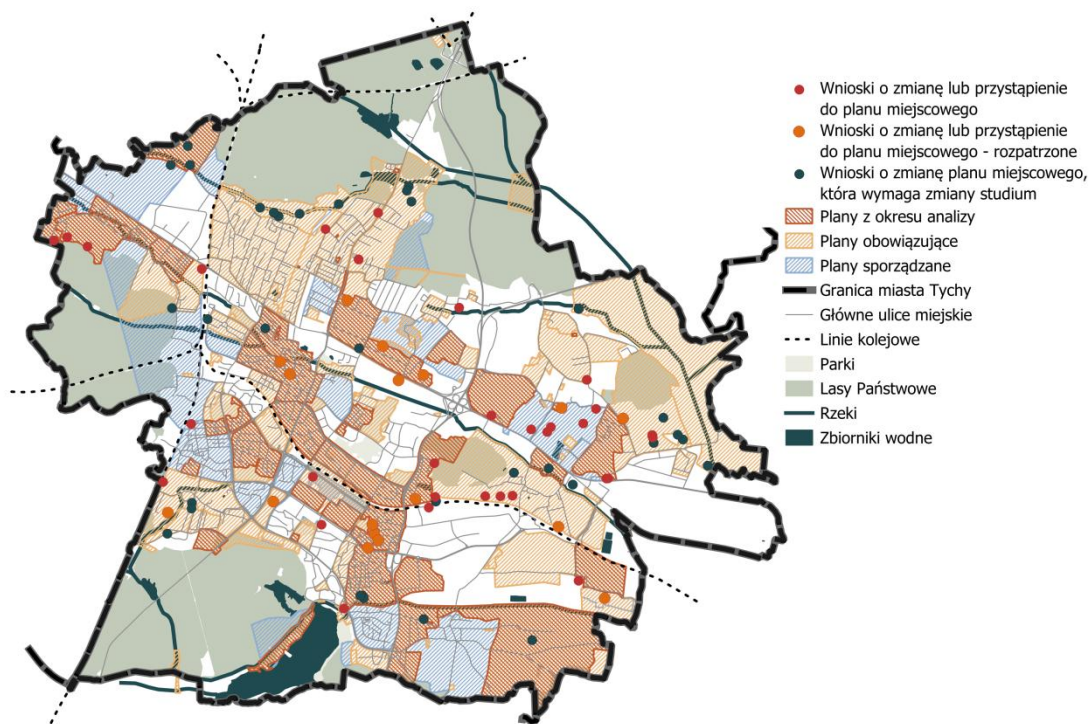 Wnioski o zmianę lub przystąpienie
do planu miejscowego
Wnioski o zmianę lub przystąpienie
do planu miejscowego - rozpatrzone
Wnioski o zmianę planu miejscowego,
która wymaga zmiany studium
Plany z okresu analizy
Plany obowiązujące
Plany sporządzane
Granica miasta Tychy
Główne ulice miejskie
Linie kolejowe
Parki
Lasy Państwowe
Rzeki
Zbiorniki wodne